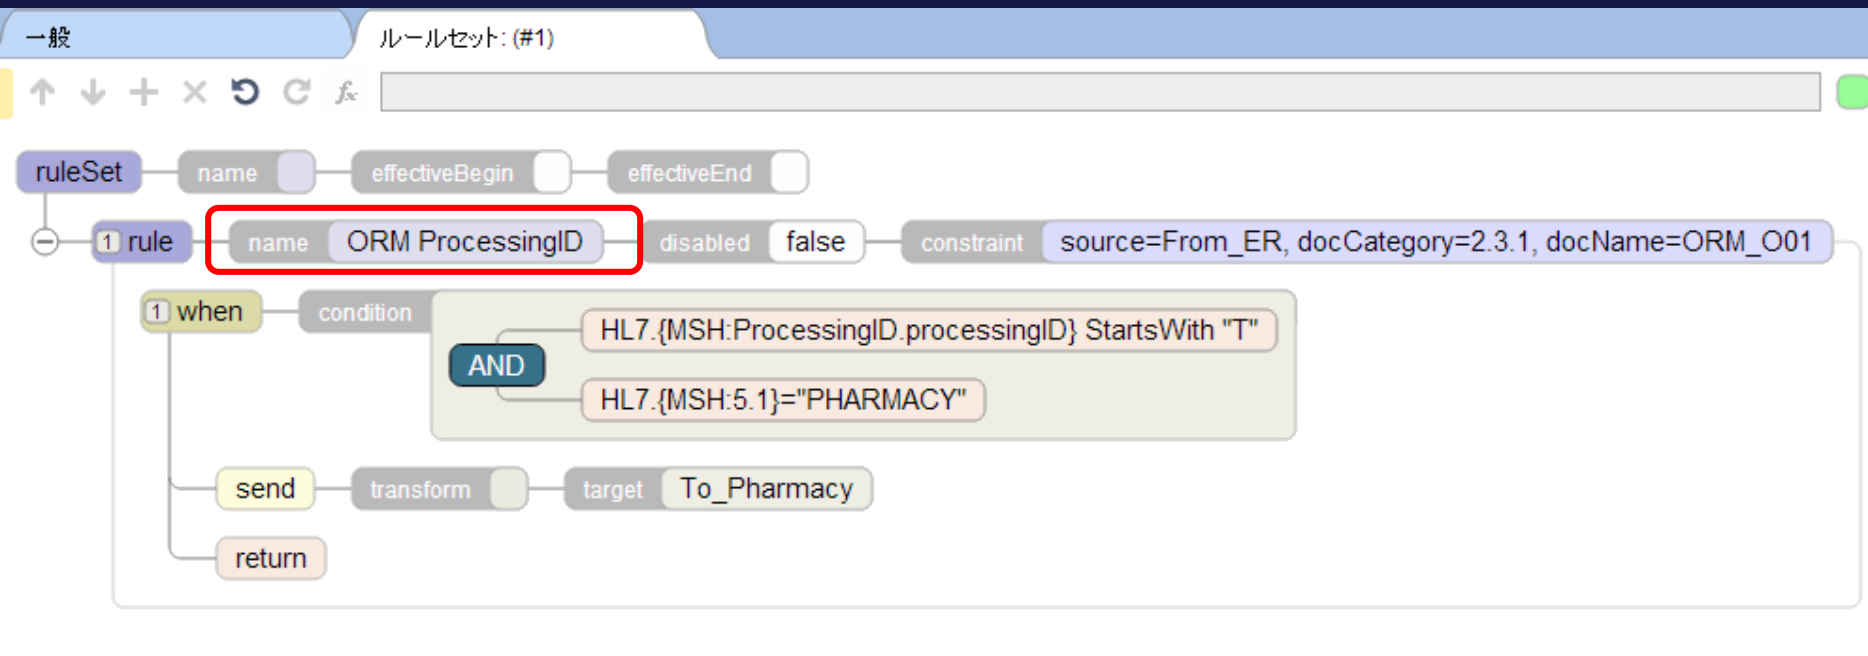 一般 ルールセット: (#1)
fx
ruleSet name effectiveBegin effectiveEnd
1 rule name ORM ProcessingID disabled false constraint source=From_ER, docCategory=2.3.1, docName=ORM_O01
1 when condition
HL7.{MSH:ProcessingID.processingID} StartsWith "T"
AND
HL7.{MSH:5.1}="PHARMACY"
send transform target To_Pharmacy
return